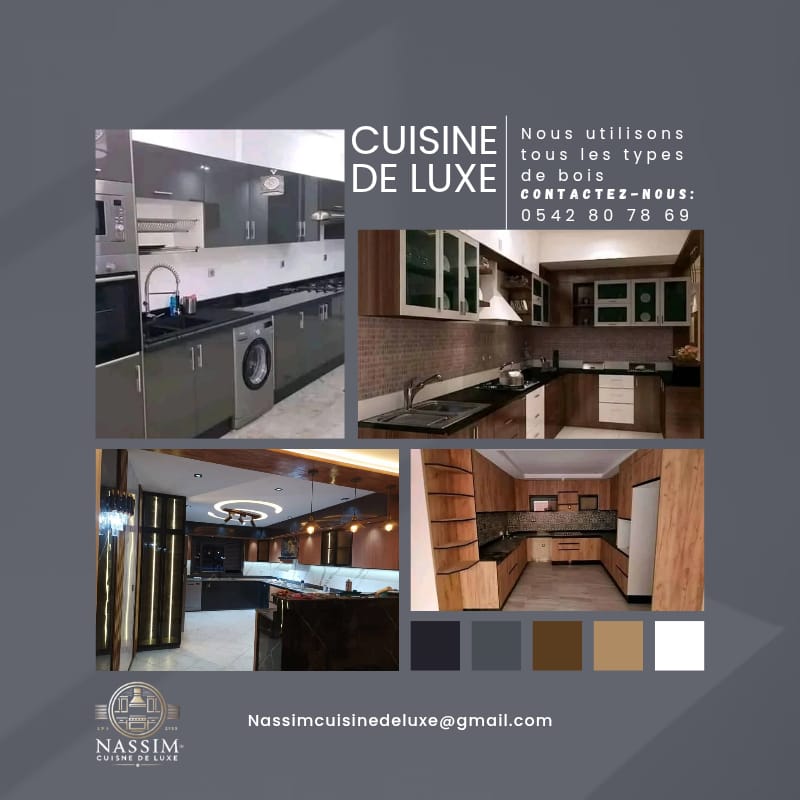 CUISINE
DE LUXE
Nous utilisons
tous les types
de bois
CONTACTEZ-NOUS:
0542 80 78 69
Nassimcuisinedeluxe@gmail.com
NASSIM
CUISNE DE LUXE